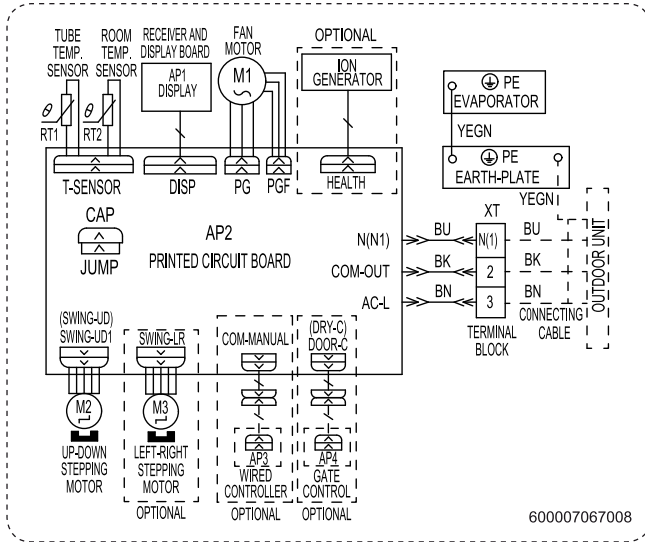 TUBE TEMP. SENSOR
ROOM TEMP. SENSOR
RECEIVER AND DISPLAY BOARD
FAN MOTOR
OPTIONAL
AP1 DISPLAY
M1
ION GENERATOR
θ
RT1
θ
RT2
T-SENSOR
DISP
PG
PGF
HEALTH
PE
EVAPORATOR
YEGN
PE
EARTH-PLATE
YEGN
CAP
JUMP
AP2
PRINTED CIRCUIT BOARD
N(N1)
BU
XT
N(1)
BU
COM-OUT
BK
2
BK
AC-L
BN
3
BN
TERMINAL BLOCK
CONNECTING CABLE
OUTDOOR UNIT
(SWING-UD)
SWING-UD1
SWING-LR
COM-MANUAL
(DRY-C)
DOOR-C
M2
M3
AP3
AP4
UP-DOWN STEPPING MOTOR
LEFT-RIGHT STEPPING MOTOR
WIRED CONTROLLER
GATE CONTROL
OPTIONAL
OPTIONAL
OPTIONAL
600007067008